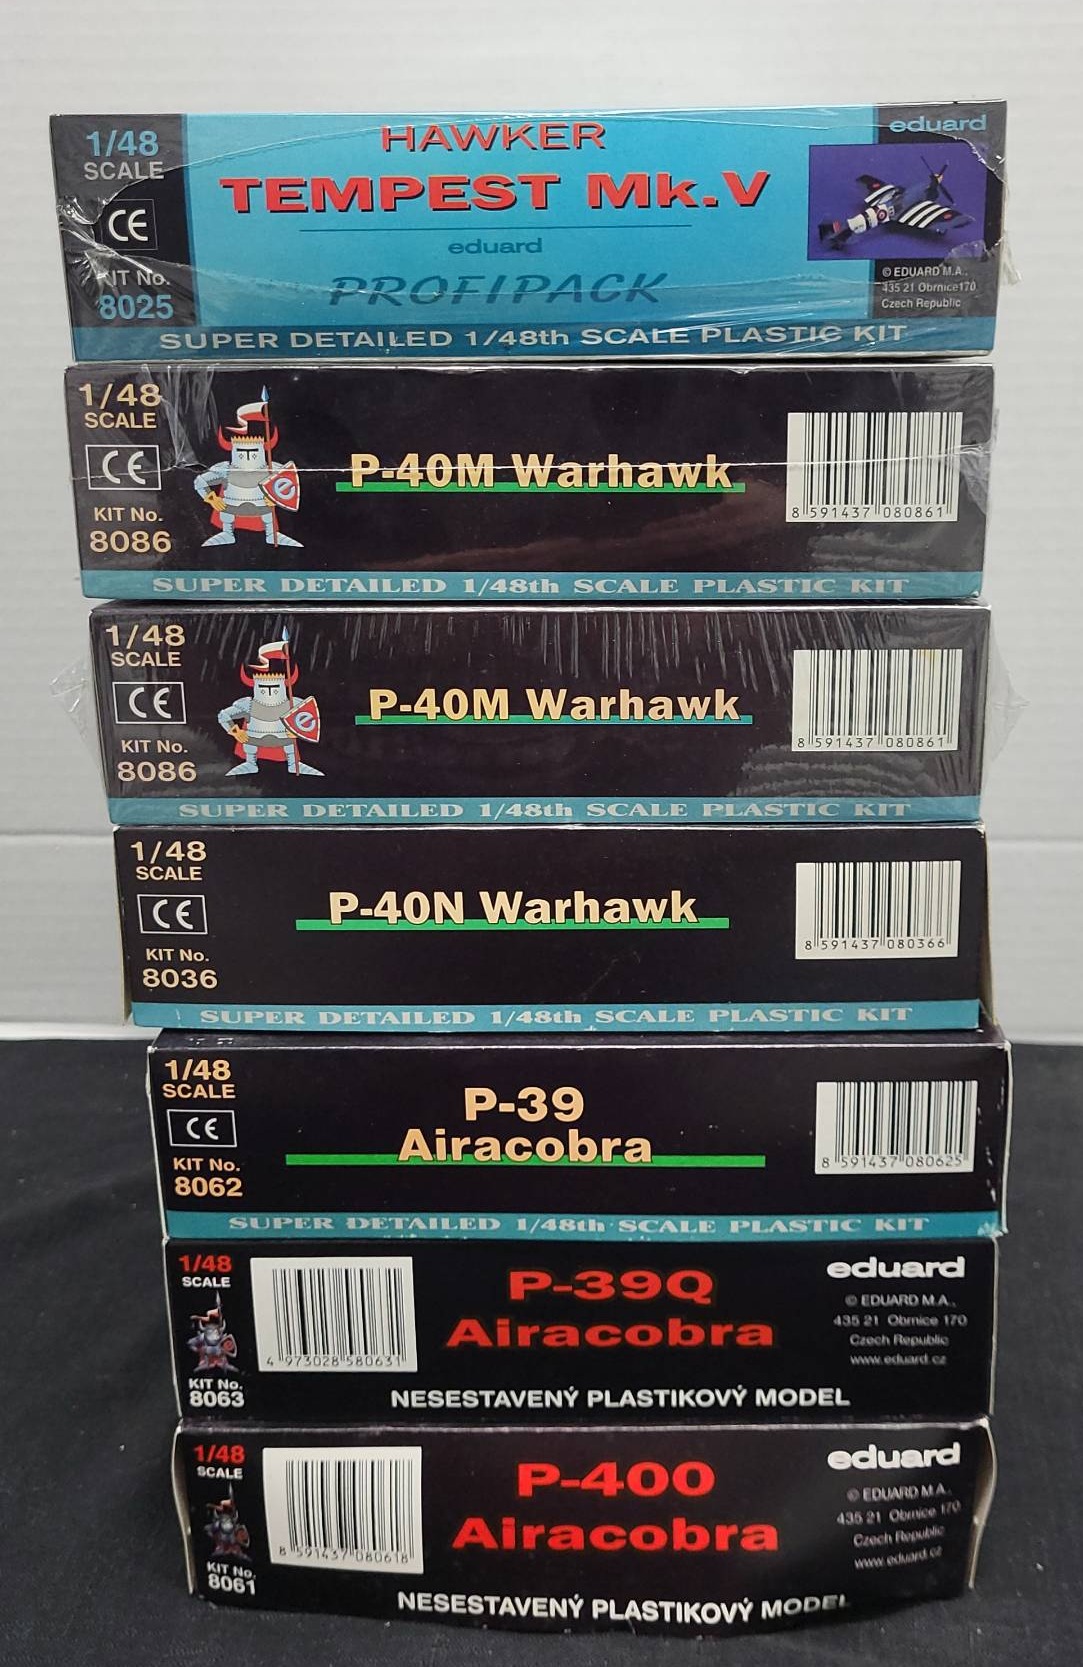 1/48
SCALE
CE
KIT No.
8025
HAWKER
TEMPEST Mk.V
eduard
PROFIPACK
SUPER DETAILED 1/48th SCALE PLASTIC KIT
eduard
© EDUARD M.A.,
435 21 Obrnice170
Czech Republic
1/48
SCALE
CE
KIT No.
8086
e
P-40M Warhawk
8 591437 080861
SUPER DETAILED 1/48th SCALE PLASTIC KIT
1/48
SCALE
CE
KIT No.
8086
e
P-40M Warhawk
8 591437 080861
SUPER DETAILED 1/48th SCALE PLASTIC KIT
1/48
SCALE
CE
KIT No.
8036
P-40N Warhawk
8 591437 080366
SUPER DETAILED 1/48th SCALE PLASTIC KIT
1/48
SCALE
CE
KIT No.
8062
P-39
Airacobra
8 591437 080625
SUPER DETAILED 1/48th SCALE PLASTIC KIT
1/48
SCALE
KIT No.
8063
4 973028 580631
P-39Q
Airacobra
NESESTAVENÝ PLASTIKOVÝ MODEL
eduard
© EDUARD M.A.,
435 21 Obrnice 170
Czech Republic
www.eduard.cz
1/48
SCALE
KIT No.
8061
8 591437 080618
P-400
Airacobra
NESESTAVENÝ PLASTIKOVÝ MODEL
eduard
© EDUARD M.A.
435 21 Obrnice 170
Czech Republic
www.eduard.cz